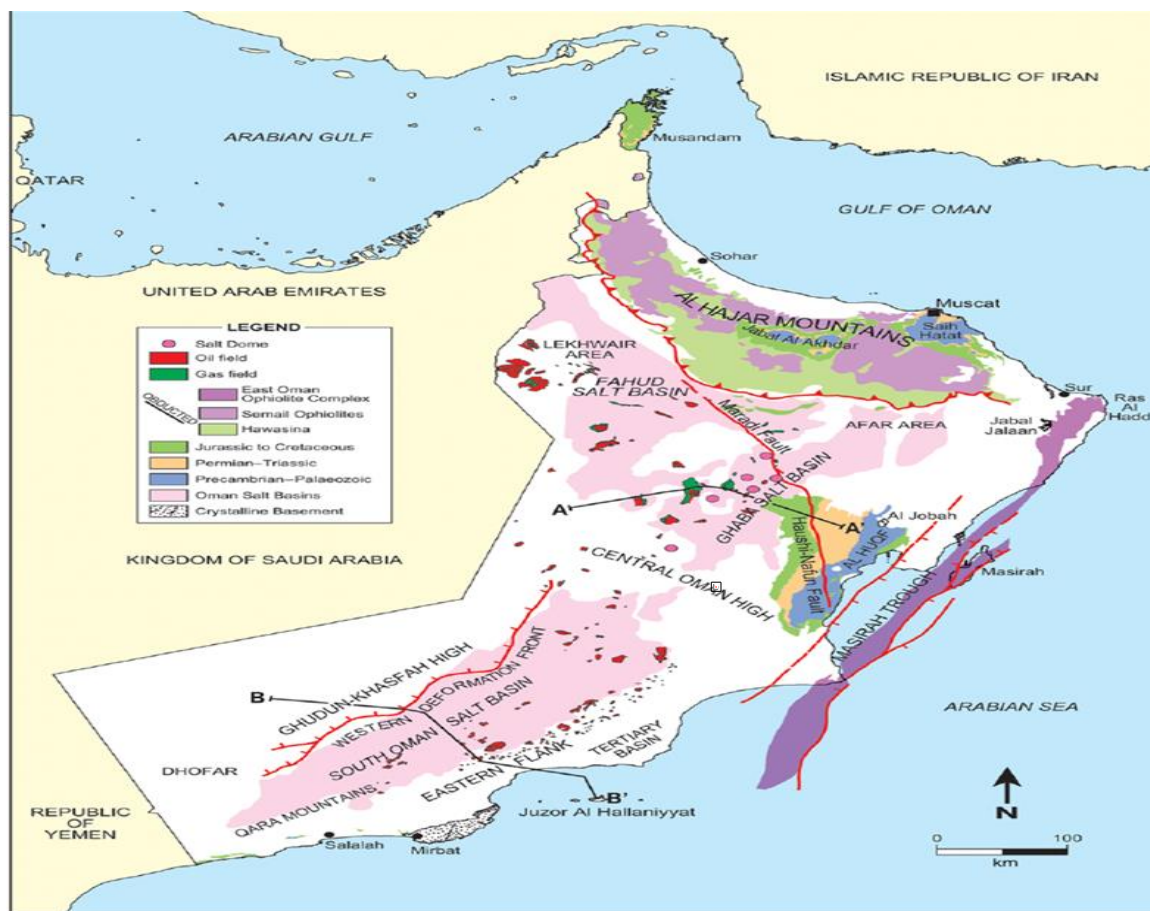 ISLAMIC REPUBLIC OF IRAN
ARABIAN GULF
Musandam
QATAR
GULF OF OMAN
Sohar
UNITED ARAB EMIRATES
LEGEND
Salt Dome
Oil field
Gas field
OBDUCTED
East Oman
Ophiolite Complex
Semail Ophiolites
Hawasina
Jurassic to Cretaceous
Permian–Triassic
Precambrian–Palaeozoic
Oman Salt Basins
Crystalline Basement
AL HAJAR MOUNTAINS
Muscat
Jabal Al Akhdar
Saih
Hatat
LEKHWAIR
AREA
FAHUD
SALT BASIN
Sur
Ras
Al
Hadd
Maradi Fault
AFAR AREA
Jabal
Jalaan
GHABA SALT BASIN
A
A'
Al Jobah
AL HUQF
Haushi-Nafun Fault
KINGDOM OF SAUDI ARABIA
CENTRAL OMAN HIGH
Masirah
MASIRAH TROUGH
GHUDUN-KHASFAH HIGH
B
WESTERN DEFORMATION FRONT
SOUTH OMAN SALT BASIN
ARABIAN SEA
DHOFAR
EASTERN FLANK
TERTIARY
BASIN
QARA MOUNTAINS
B'
Juzor Al Hallaniyyat
REPUBLIC
OF
YEMEN
Salalah
Mirbat
N
0 100
km